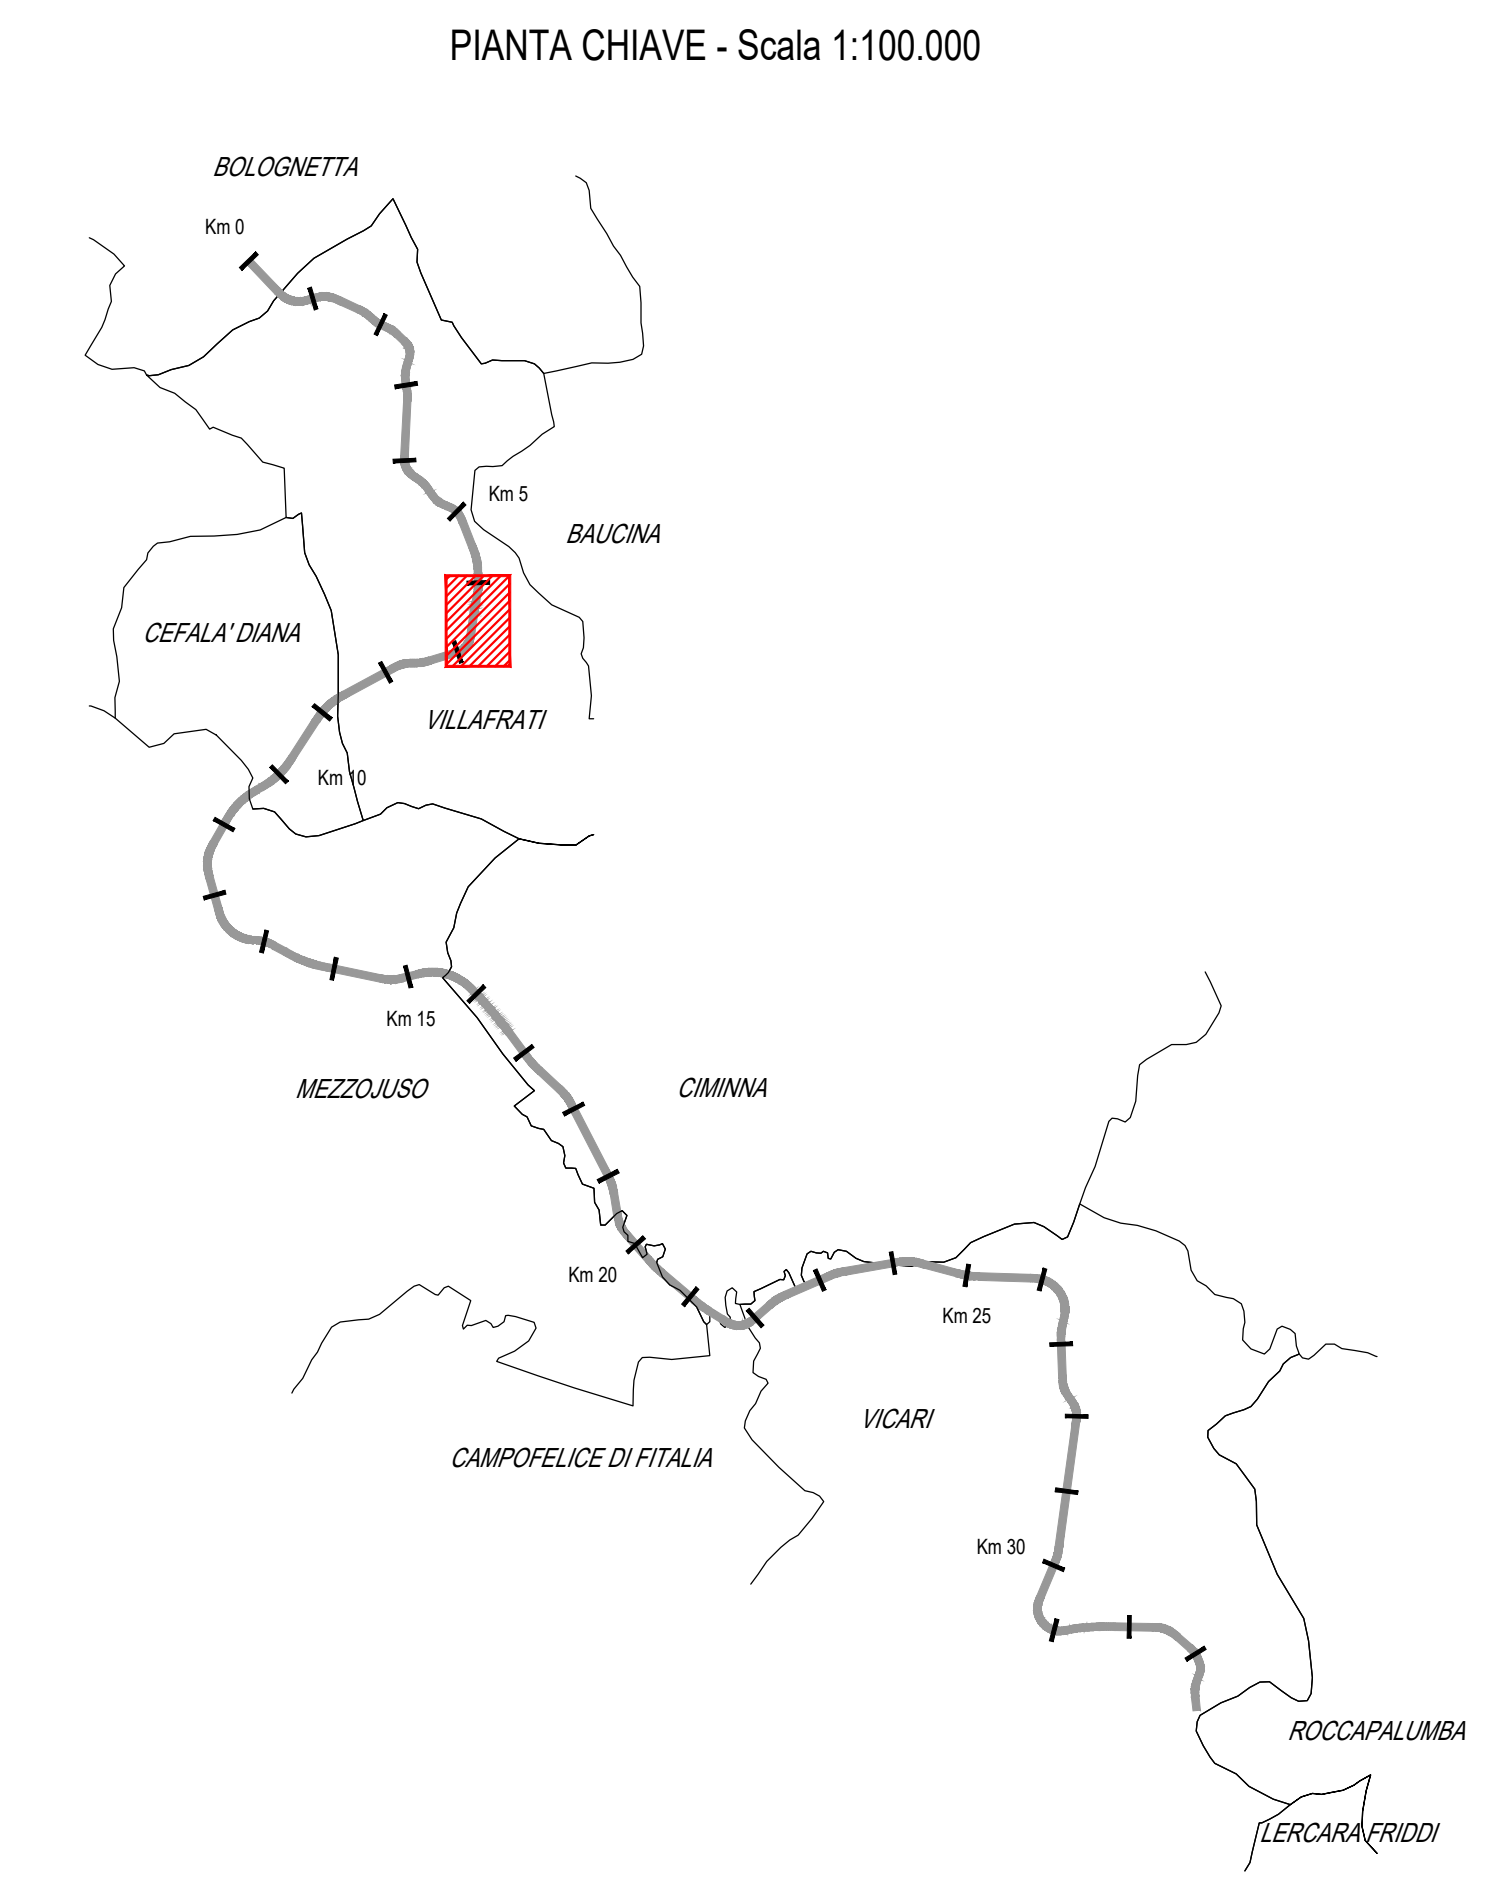 PIANTA CHIAVE - Scala 1:100.000
BOLOGNETTA
Km 0
Km 5
BAUCINA
CEFALA' DIANA
VILLAFRATI
Km 10
Km 15
MEZZOJUSO
CIMINNA
Km 20
Km 25
VICARI
CAMPOFELICE DI FITALIA
Km 30
ROCCAPALUMBA
LERCARA FRIDDI